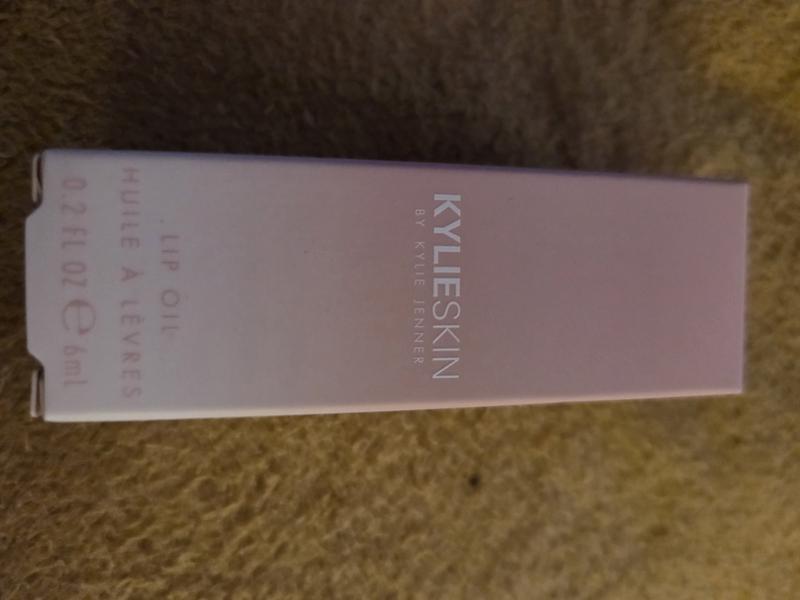 KYLIESKIN
BY KYLIE JENNER
LIP OIL
HUILE À LÈVRES
0.2 FL OZ ℮ 6mL